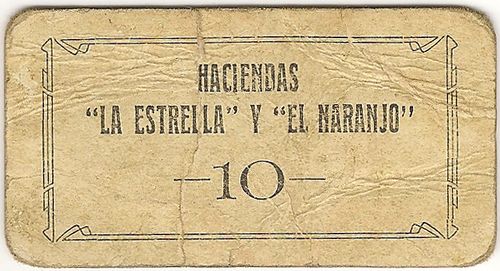 HACIENDAS
"LA ESTRELLA" Y "EL NARANJO"
—10—